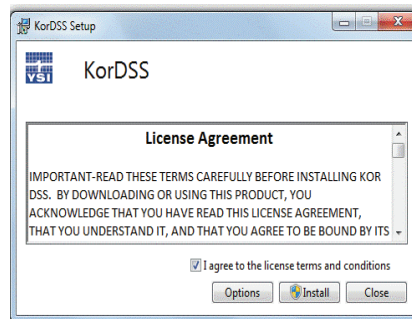 KorDSS Setup
YSI
KorDSS
License Agreement
IMPORTANT-READ THESE TERMS CAREFULLY BEFORE INSTALLING KOR
DSS. BY DOWNLOADING OR USING THIS PRODUCT, YOU
ACKNOWLEDGE THAT YOU HAVE READ THIS LICENSE AGREEMENT,
THAT YOU UNDERSTAND IT, AND THAT YOU AGREE TO BE BOUND BY ITS
I agree to the license terms and conditions
Options Install Close